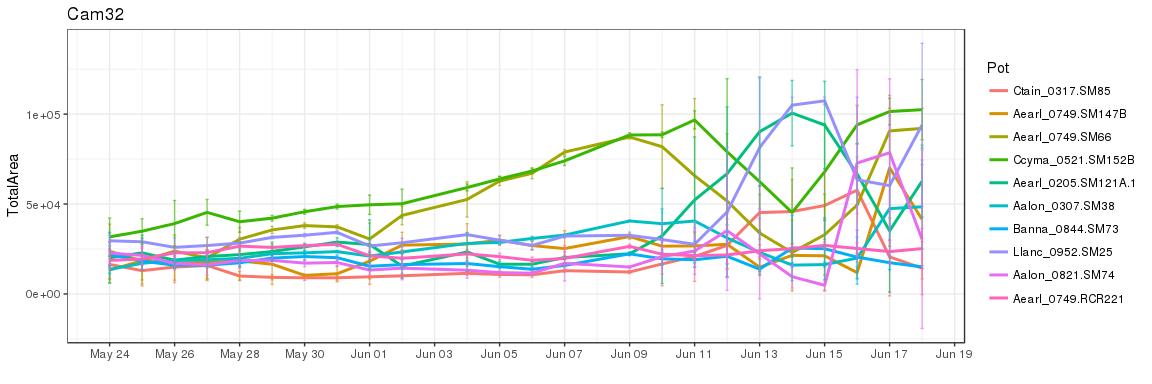 Cam32
TotalArea
1e+05
5e+04
0e+00
May 24 May 26 May 28 May 30 Jun 01 Jun 03 Jun 05 Jun 07 Jun 09 Jun 11 Jun 13 Jun 15 Jun 17 Jun 19
Pot
Ctain_0317.SM85
Aearl_0749.SM147B
Aearl_0749.SM66
Ccyma_0521.SM152B
Aearl_0205.SM121A.1
Aalon_0307.SM38
Banna_0844.SM73
Llanc_0952.SM25
Aalon_0821.SM74
Aearl_0749.RCR221